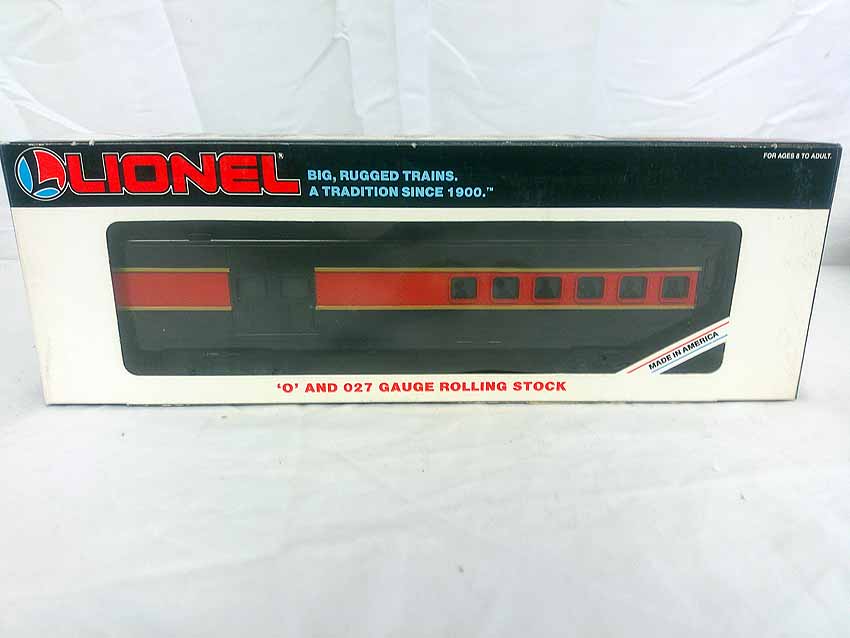 LIONEL®
BIG, RUGGED TRAINS.
A TRADITION SINCE 1900.™
FOR AGES 8 TO ADULT.
MADE IN AMERICA
'O' AND 027 GAUGE ROLLING STOCK